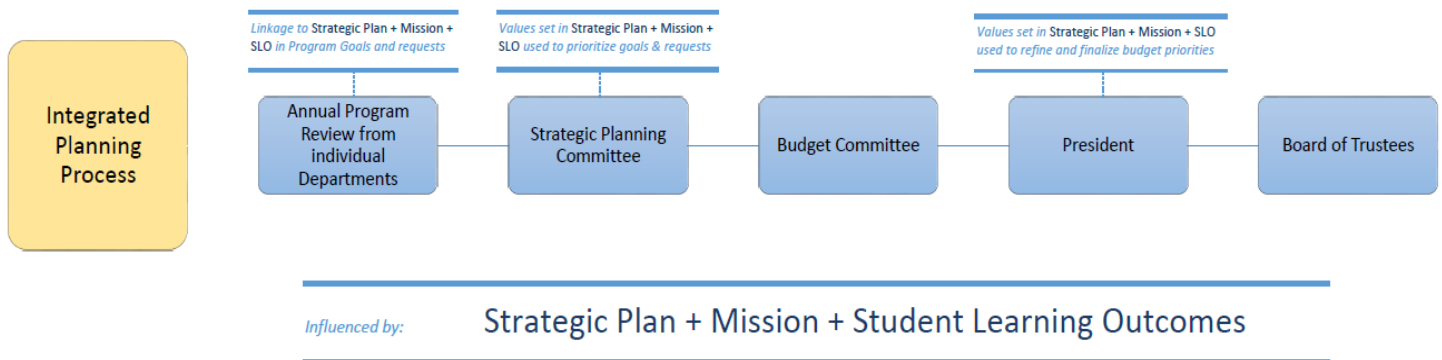 Linkage to Strategic Plan + Mission +
SLO in Program Goals and requests
Values set in Strategic Plan + Mission +
SLO used to prioritize goals & requests
Values set in Strategic Plan + Mission + SLO
used to refine and finalize budget priorities
Integrated
Planning
Process
Annual Program
Review from
individual
Departments
Strategic Planning
Committee
Budget Committee
President
Board of Trustees
Influenced by: Strategic Plan + Mission + Student Learning Outcomes